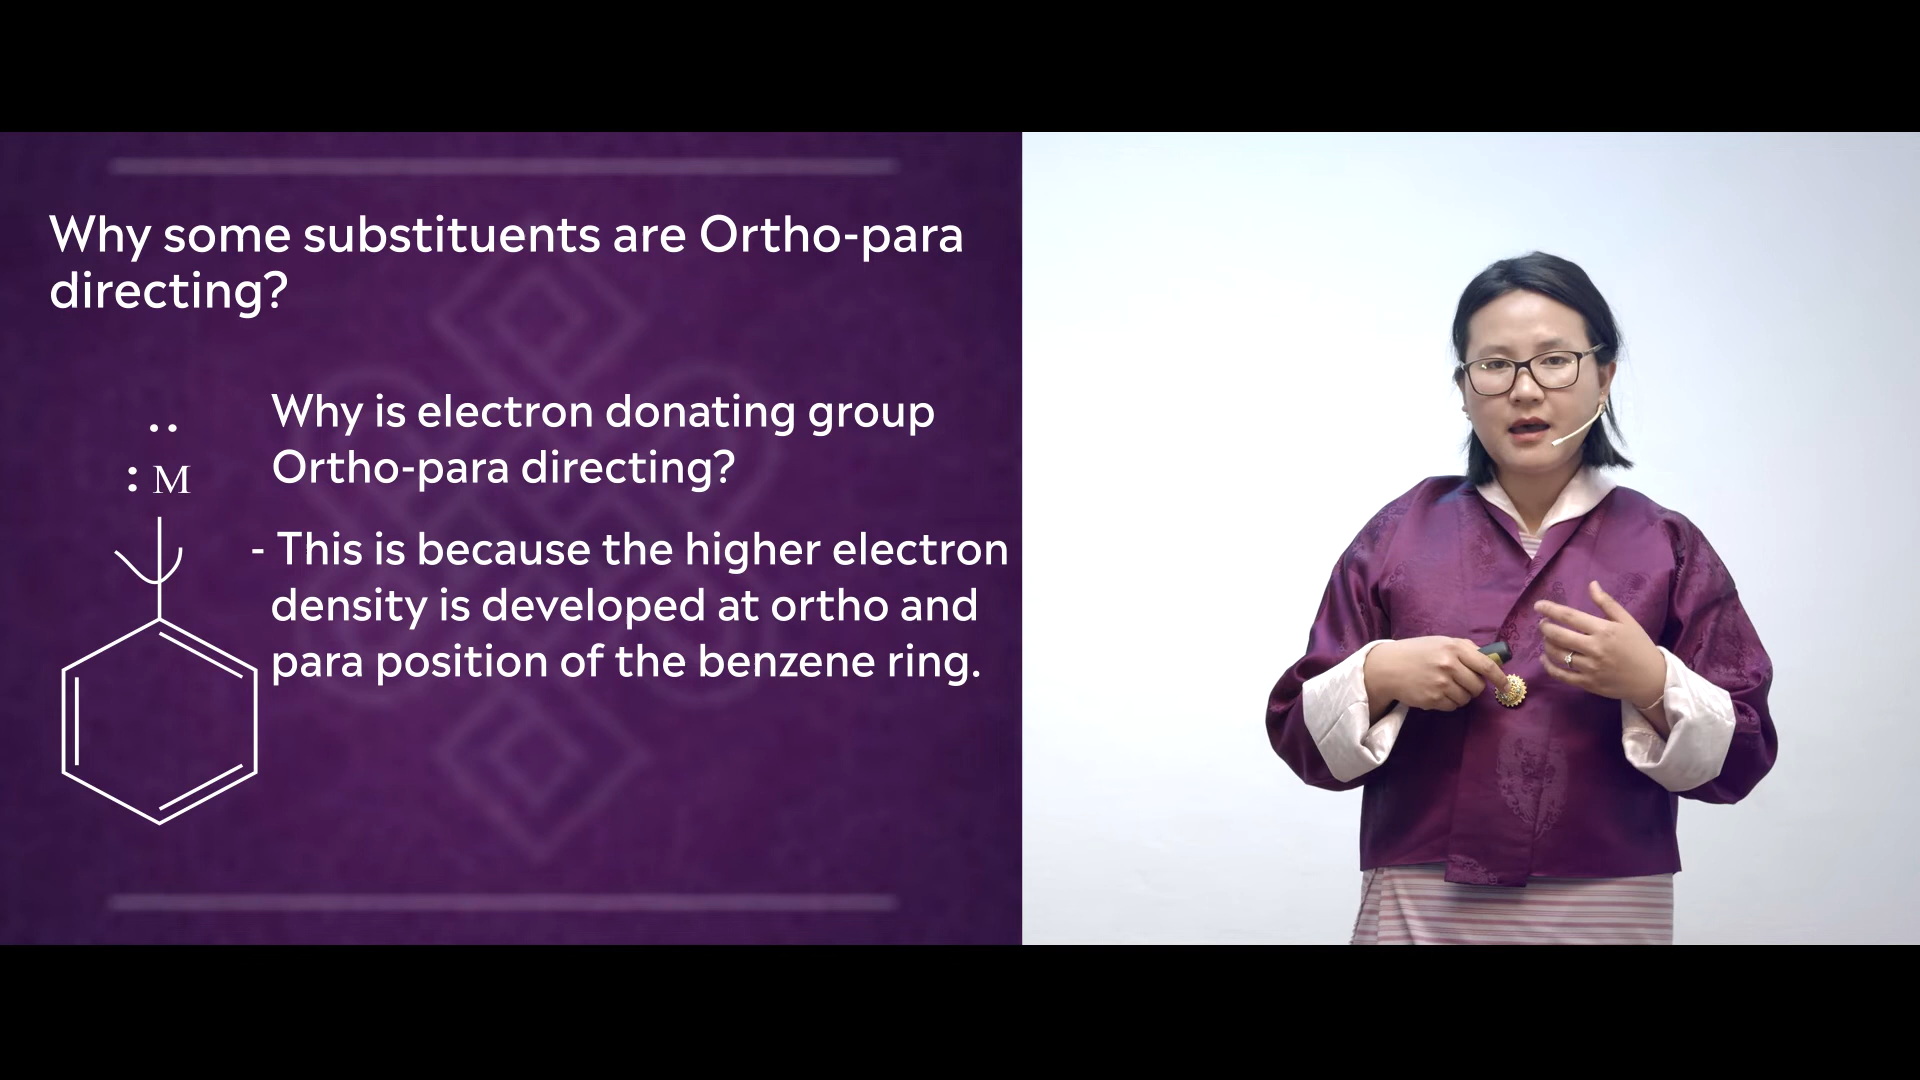 Why some substituents are Ortho-para
directing?
..
: M
Why is electron donating group
Ortho-para directing?
- This is because the higher electron
density is developed at ortho and
para position of the benzene ring.